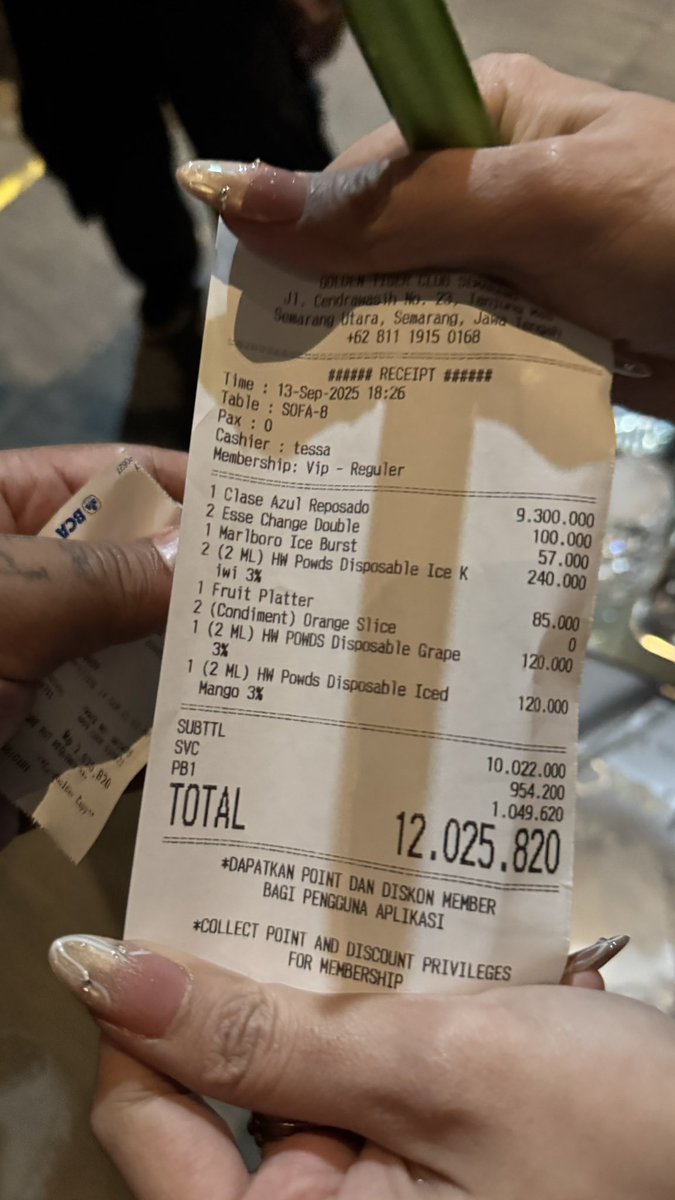 GOLDEN TIGER CLUB
Jl. Cendrawasih No. 23, Tanjung
Semarang Utara, Semarang, Jawa Tengah
+62 811 1915 0168
###### RECEIPT ######
Time : 13-Sep-2025 18:26
Table : SOFA-8
Pax : 0
Cashier : tessa
Membership: Vip - Reguler
1 Clase Azul Reposado 9.300.000
2 Esse Change Double 100.000
1 Marlboro Ice Burst 57.000
2 (2 ML) HW Powds Disposable Ice K 240.000
iwi 3%
1 Fruit Platter 85.000
2 (Condiment) Orange Slice 0
1 (2 ML) HW POWDS Disposable Grape 120.000
3%
1 (2 ML) HW Powds Disposable Iced 120.000
Mango 3%
SUBTTL 10.022.000
SVC 954.200
PB1 1.049.620
TOTAL 12.025.820
*DAPATKAN POINT DAN DISKON MEMBER
BAGI PENGGUNA APLIKASI
*COLLECT POINT AND DISCOUNT PRIVILEGES
FOR MEMBERSHIP
BCA